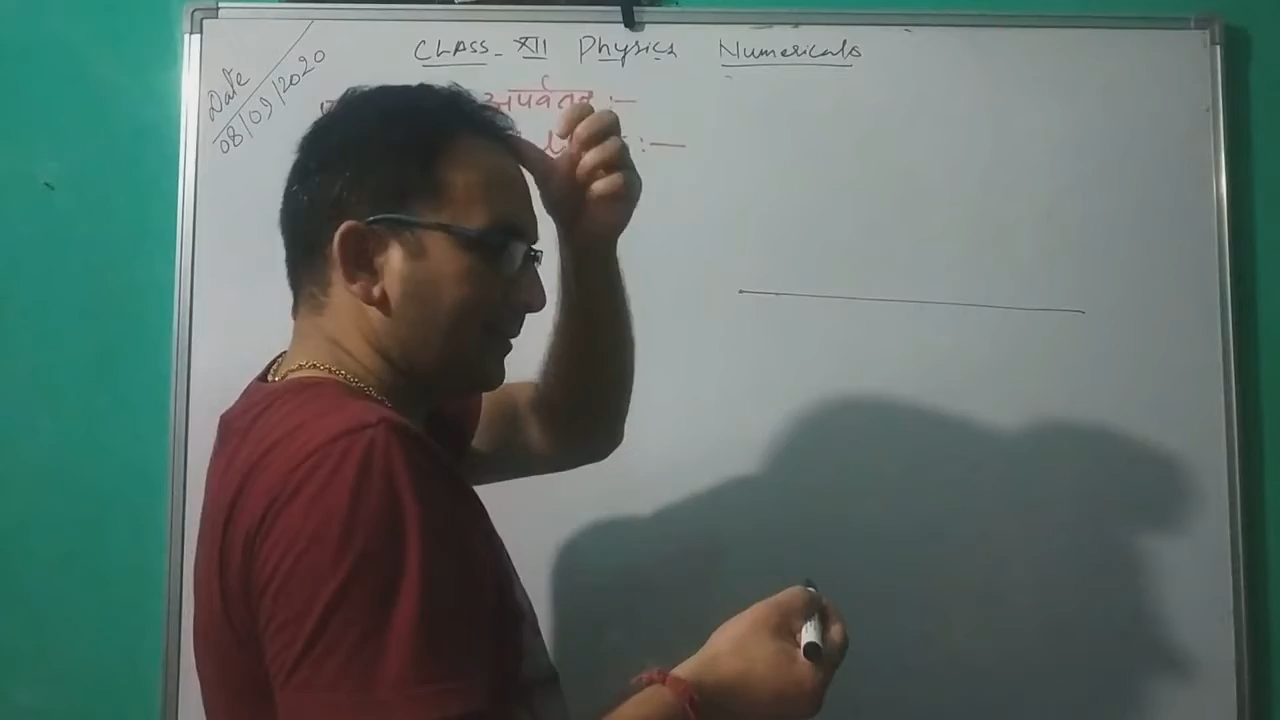 Date
08/09/2020
CLASS-XII Physics Numericals
अपवर्तन :—
:—